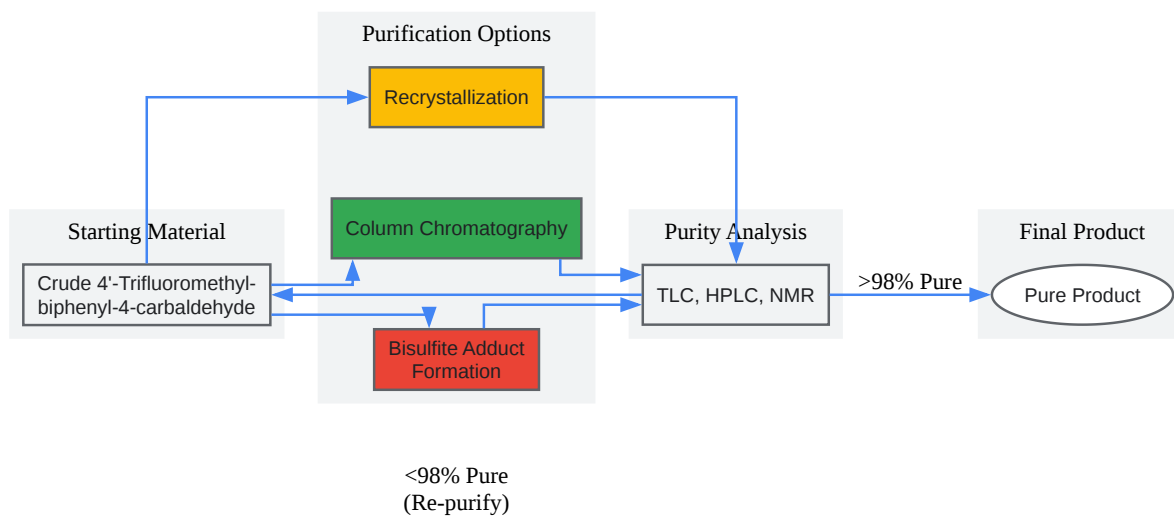 Purification Options
Recrystallization
Column Chromatography
Bisulfite Adduct
Formation
Starting Material
Crude 4'-Trifluoromethyl-
biphenyl-4-carbaldehyde
Purity Analysis
TLC, HPLC, NMR
>98% Pure
Final Product
Pure Product
<98% Pure
(Re-purify)